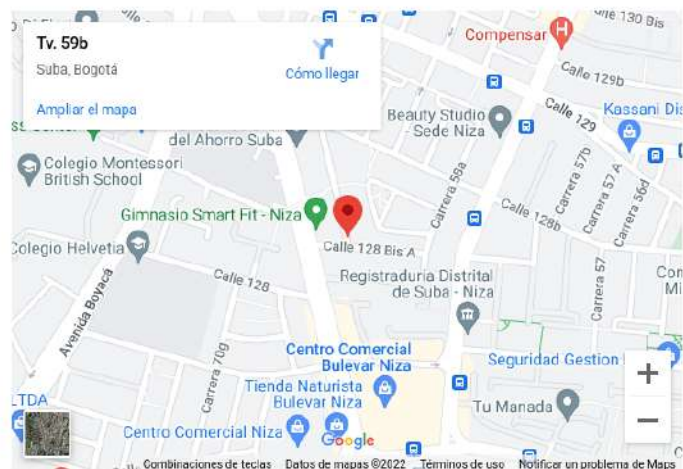 Tv. 59b
Suba, Bogotá
Cómo llegar
Ampliar el mapa
Compensar
H
Calle 129b
Calle 129
Kassani Dis
Beauty Studio
- Sede Niza
del Ahorro Suba
Colegio Montessori
British School
Gimnasio Smart Fit - Niza
Calle 128 Bis A
Carrera 58a
Calle 128b
Carrera 57b
Carrera 57 A
Carrera 56d
Colegio Helvetia
Calle 128
Registraduria Distrital
de Suba - Niza
Carrera 57
Avenida Boyacá
Carrera 70g
Centro Comercial
Bulevar Niza
Seguridad Gestion
Tienda Naturista
Bulevar Niza
Tu Manada
LTDA
Centro Comercial Niza
Google
+
−
Combinaciones de teclas
Datos de mapas ©2022
Términos de uso
Notificar un problema de Maps